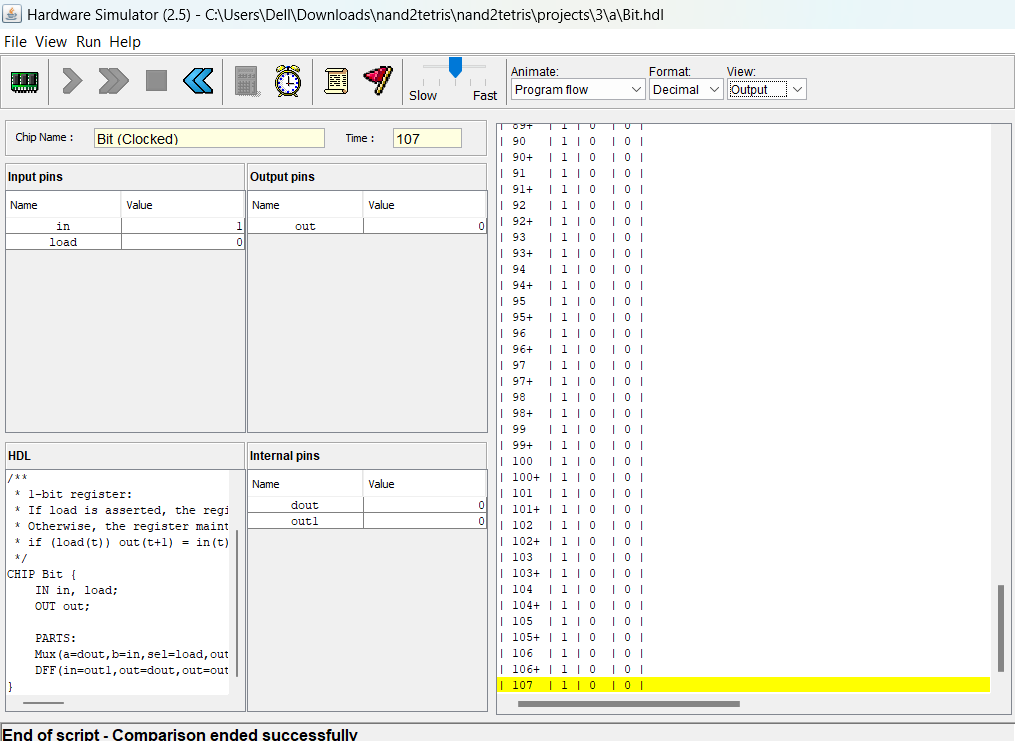 Hardware Simulator (2.5) - C:\Users\Dell\Downloads\nand2tetris\nand2tetris\projects\3\a\Bit.hdl
File View Run Help
Slow Fast
Animate: Format: View:
Program flow Decimal Output
Chip Name : Bit (Clocked) Time : 107
Input pins
Name Value
in 1
load 0
Output pins
Name Value
out 0
HDL
/**
* 1-bit register:
* If load is asserted, the regi
* Otherwise, the register maint
* if (load(t)) out(t+1) = in(t)
*/
CHIP Bit {
IN in, load;
OUT out;
PARTS:
Mux(a=dout,b=in,sel=load,out
DFF(in=out1,out=dout,out=out
}
Internal pins
Name Value
dout 0
out1 0
| 89+ | 1 | 0 | 0 |
| 90 | 1 | 0 | 0 |
| 90+ | 1 | 0 | 0 |
| 91 | 1 | 0 | 0 |
| 91+ | 1 | 0 | 0 |
| 92 | 1 | 0 | 0 |
| 92+ | 1 | 0 | 0 |
| 93 | 1 | 0 | 0 |
| 93+ | 1 | 0 | 0 |
| 94 | 1 | 0 | 0 |
| 94+ | 1 | 0 | 0 |
| 95 | 1 | 0 | 0 |
| 95+ | 1 | 0 | 0 |
| 96 | 1 | 0 | 0 |
| 96+ | 1 | 0 | 0 |
| 97 | 1 | 0 | 0 |
| 97+ | 1 | 0 | 0 |
| 98 | 1 | 0 | 0 |
| 98+ | 1 | 0 | 0 |
| 99 | 1 | 0 | 0 |
| 99+ | 1 | 0 | 0 |
| 100 | 1 | 0 | 0 |
| 100+ | 1 | 0 | 0 |
| 101 | 1 | 0 | 0 |
| 101+ | 1 | 0 | 0 |
| 102 | 1 | 0 | 0 |
| 102+ | 1 | 0 | 0 |
| 103 | 1 | 0 | 0 |
| 103+ | 1 | 0 | 0 |
| 104 | 1 | 0 | 0 |
| 104+ | 1 | 0 | 0 |
| 105 | 1 | 0 | 0 |
| 105+ | 1 | 0 | 0 |
| 106 | 1 | 0 | 0 |
| 106+ | 1 | 0 | 0 |
| 107 | 1 | 0 | 0 |
End of script - Comparison ended successfully